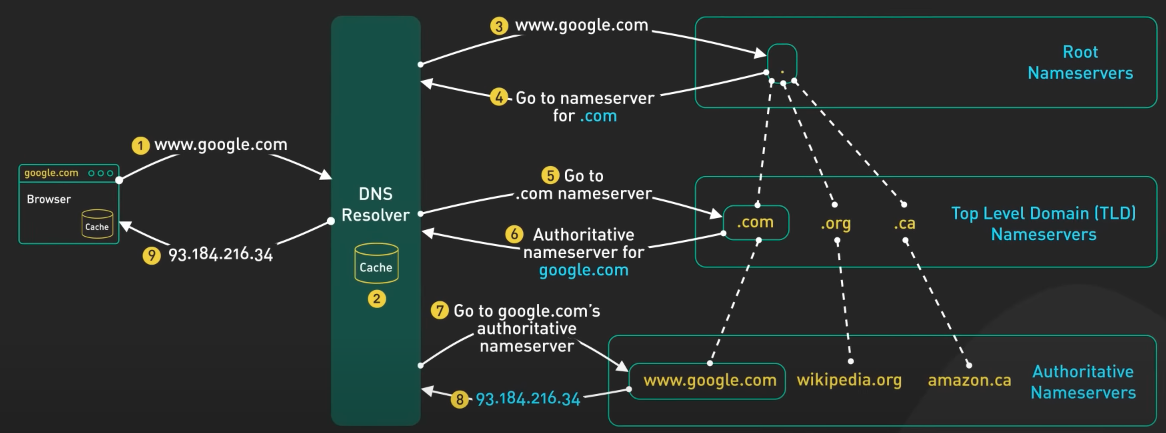 3 www.google.com
Root
Nameservers
.
4 Go to nameserver
for .com
1 www.google.com
google.com
Browser
Cache
9 93.184.216.34
DNS
Resolver
Cache
2
5 Go to
.com nameserver
6 Authoritative
nameserver for
google.com
.com
.org
.ca
Top Level Domain (TLD)
Nameservers
7 Go to google.com's
authoritative
nameserver
8 93.184.216.34
www.google.com
wikipedia.org
amazon.ca
Authoritative
Nameservers